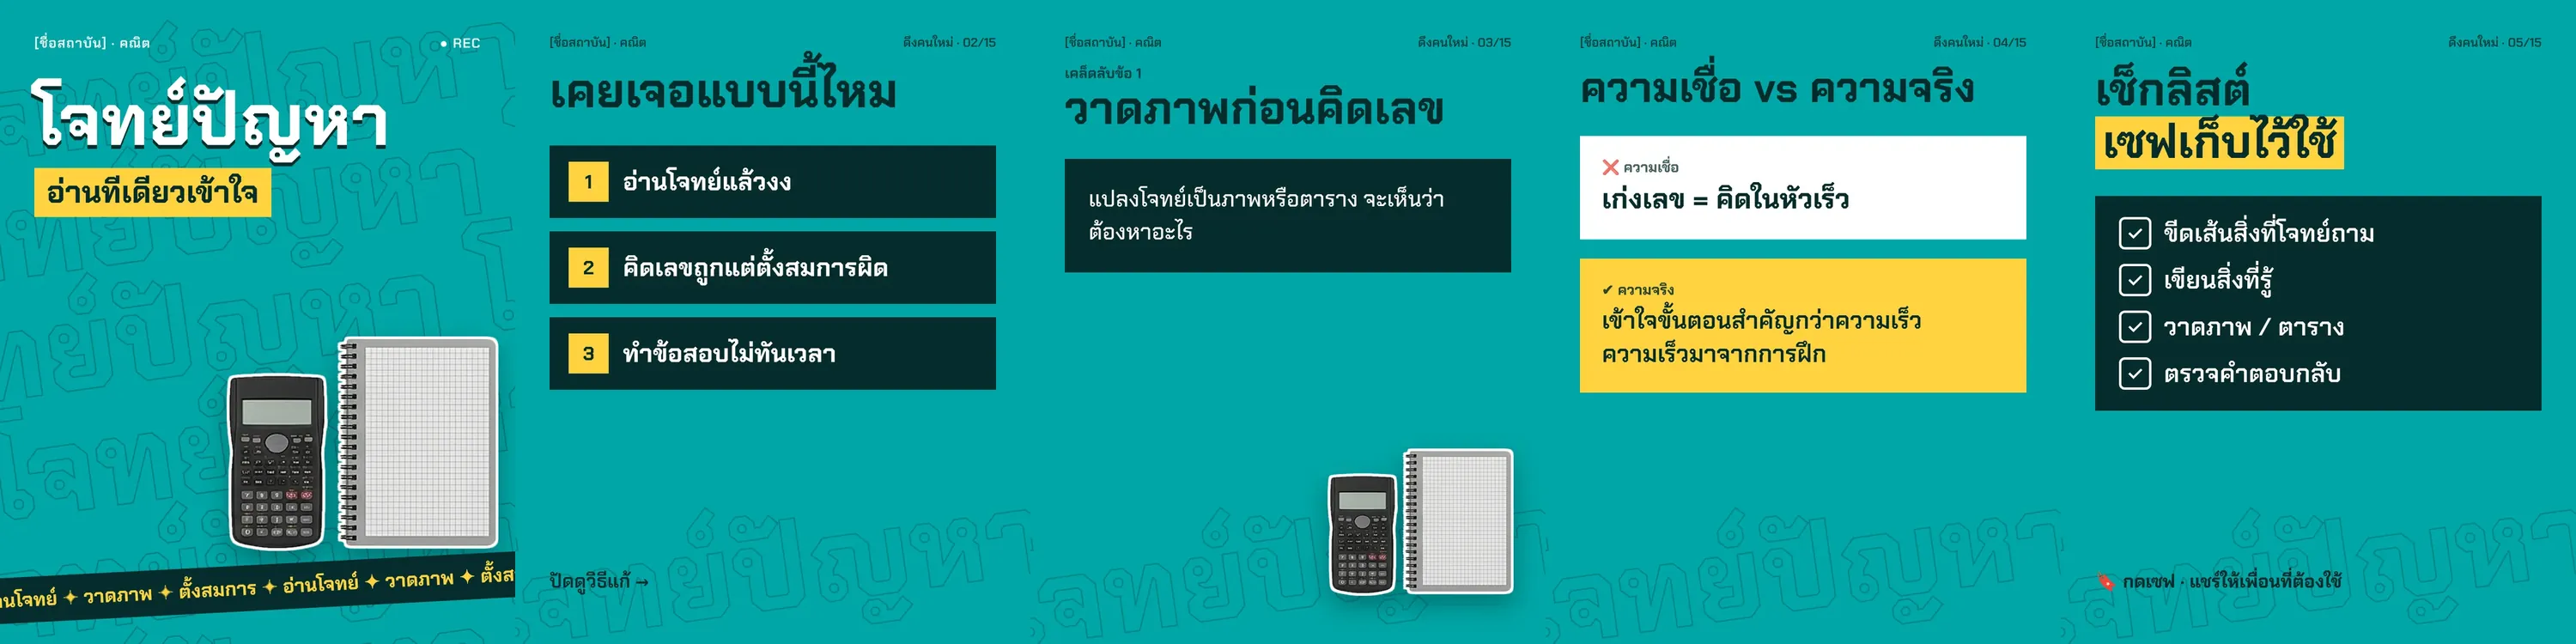 [ชื่อสถาบัน] · คณิต
● REC
โจทย์ปัญหา
อ่านทีเดียวเข้าใจ
นโจทย์ ✦ วาดภาพ ✦ ตั้งสมการ ✦ อ่านโจทย์ ✦ วาดภาพ ✦ ตั้งส
[ชื่อสถาบัน] · คณิต
ดึงคนใหม่ · 02/15
เคยเจอแบบนี้ไหม
1 อ่านโจทย์แล้วงง
2 คิดเลขถูกแต่ตั้งสมการผิด
3 ทำข้อสอบไม่ทันเวลา
ปัดดูวิธีแก้ →
[ชื่อสถาบัน] · คณิต
ดึงคนใหม่ · 03/15
เคล็ดลับข้อ 1
วาดภาพก่อนคิดเลข
แปลงโจทย์เป็นภาพหรือตาราง จะเห็นว่า
ต้องหาอะไร
[ชื่อสถาบัน] · คณิต
ดึงคนใหม่ · 04/15
ความเชื่อ vs ความจริง
❌ ความเชื่อ
เก่งเลข = คิดในหัวเร็ว
✔ ความจริง
เข้าใจขั้นตอนสำคัญกว่าความเร็ว
ความเร็วมาจากการฝึก
[ชื่อสถาบัน] · คณิต
ดึงคนใหม่ · 05/15
เช็กลิสต์
เซฟเก็บไว้ใช้
ขีดเส้นสิ่งที่โจทย์ถาม
เขียนสิ่งที่รู้
วาดภาพ / ตาราง
ตรวจคำตอบกลับ
🔖 กดเซฟ · แชร์ให้เพื่อนที่ต้องใช้